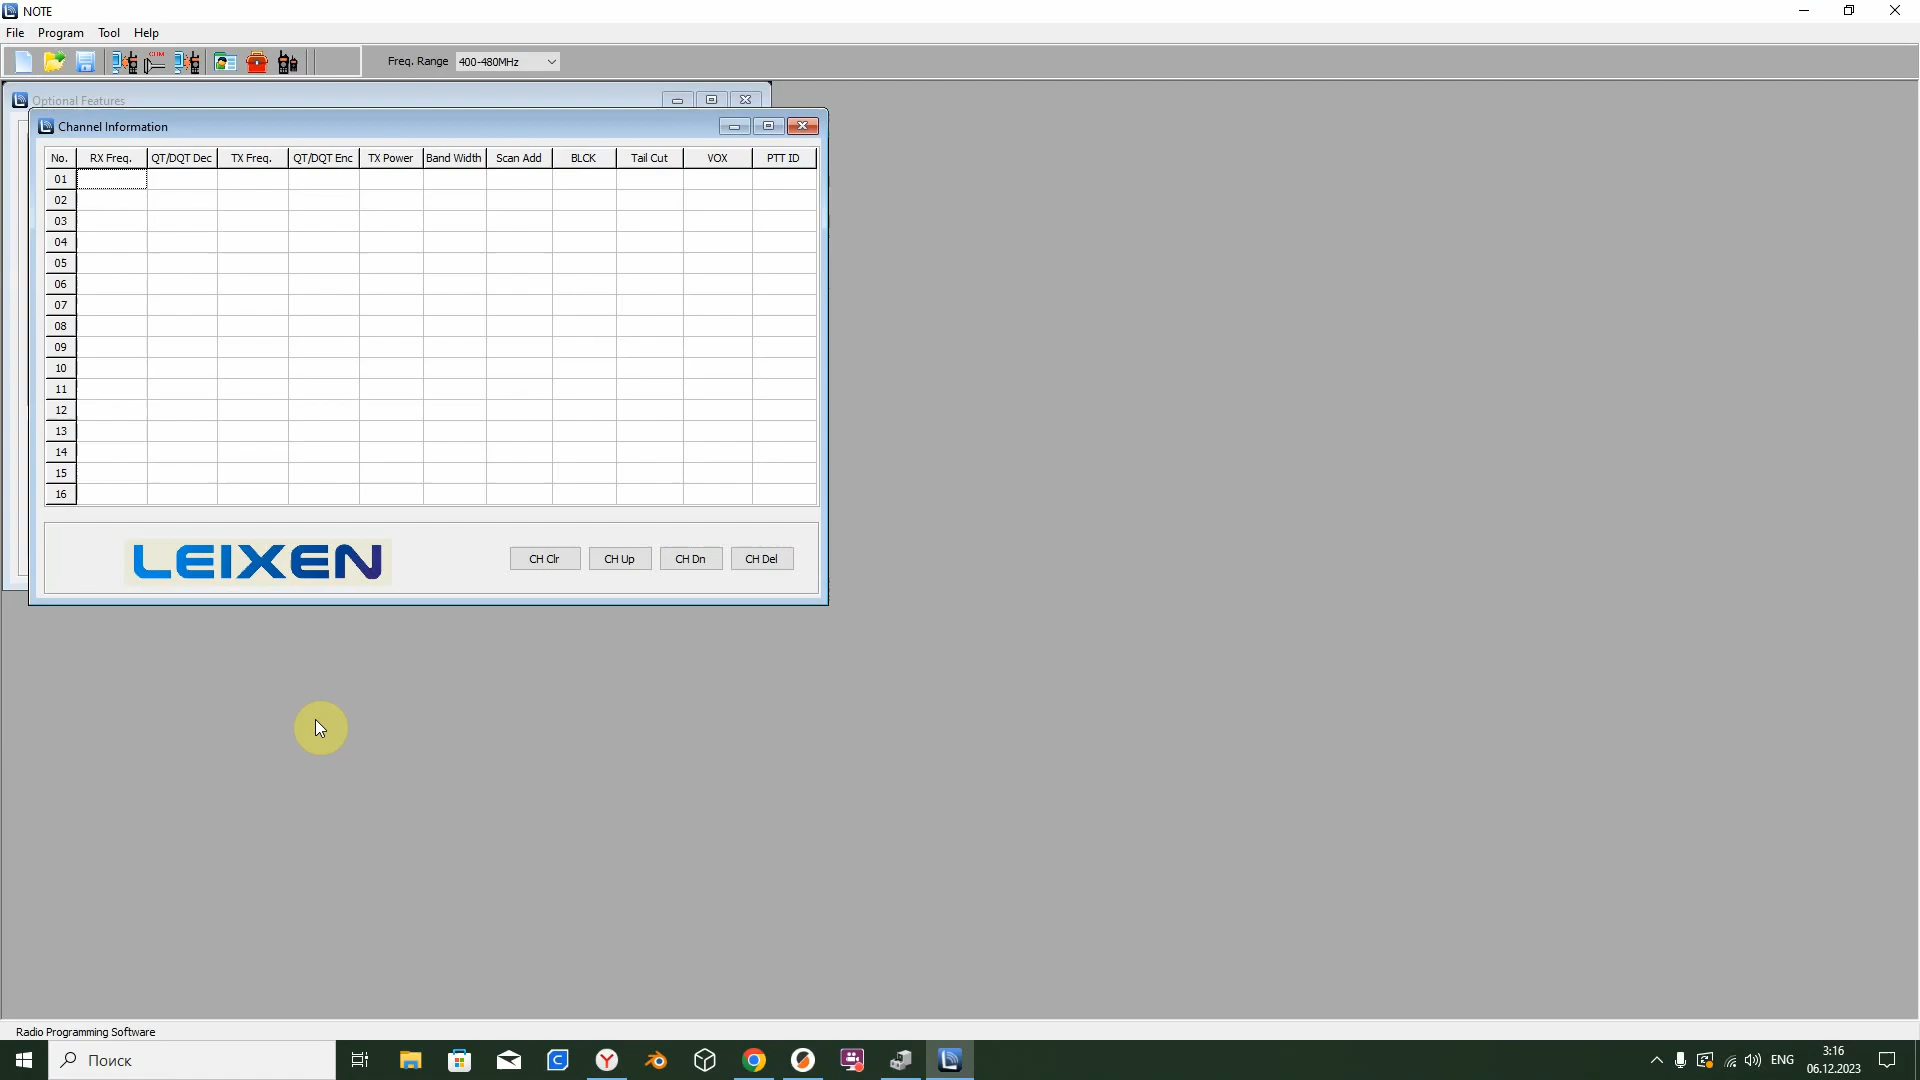 NOTE
File Program Tool Help
COM Freq. Range 400-480MHz
Optional Features
Channel Information
No. RX Freq. QT/DQT Dec TX Freq. QT/DQT Enc TX Power Band Width Scan Add BLCK Tail Cut VOX PTT ID
01
02
03
04
05
06
07
08
09
10
11
12
13
14
15
16
LEIXEN CH Clr CH Up CH Dn CH Del
Radio Programming Software
Поиск ENG 3:16
06.12.2023